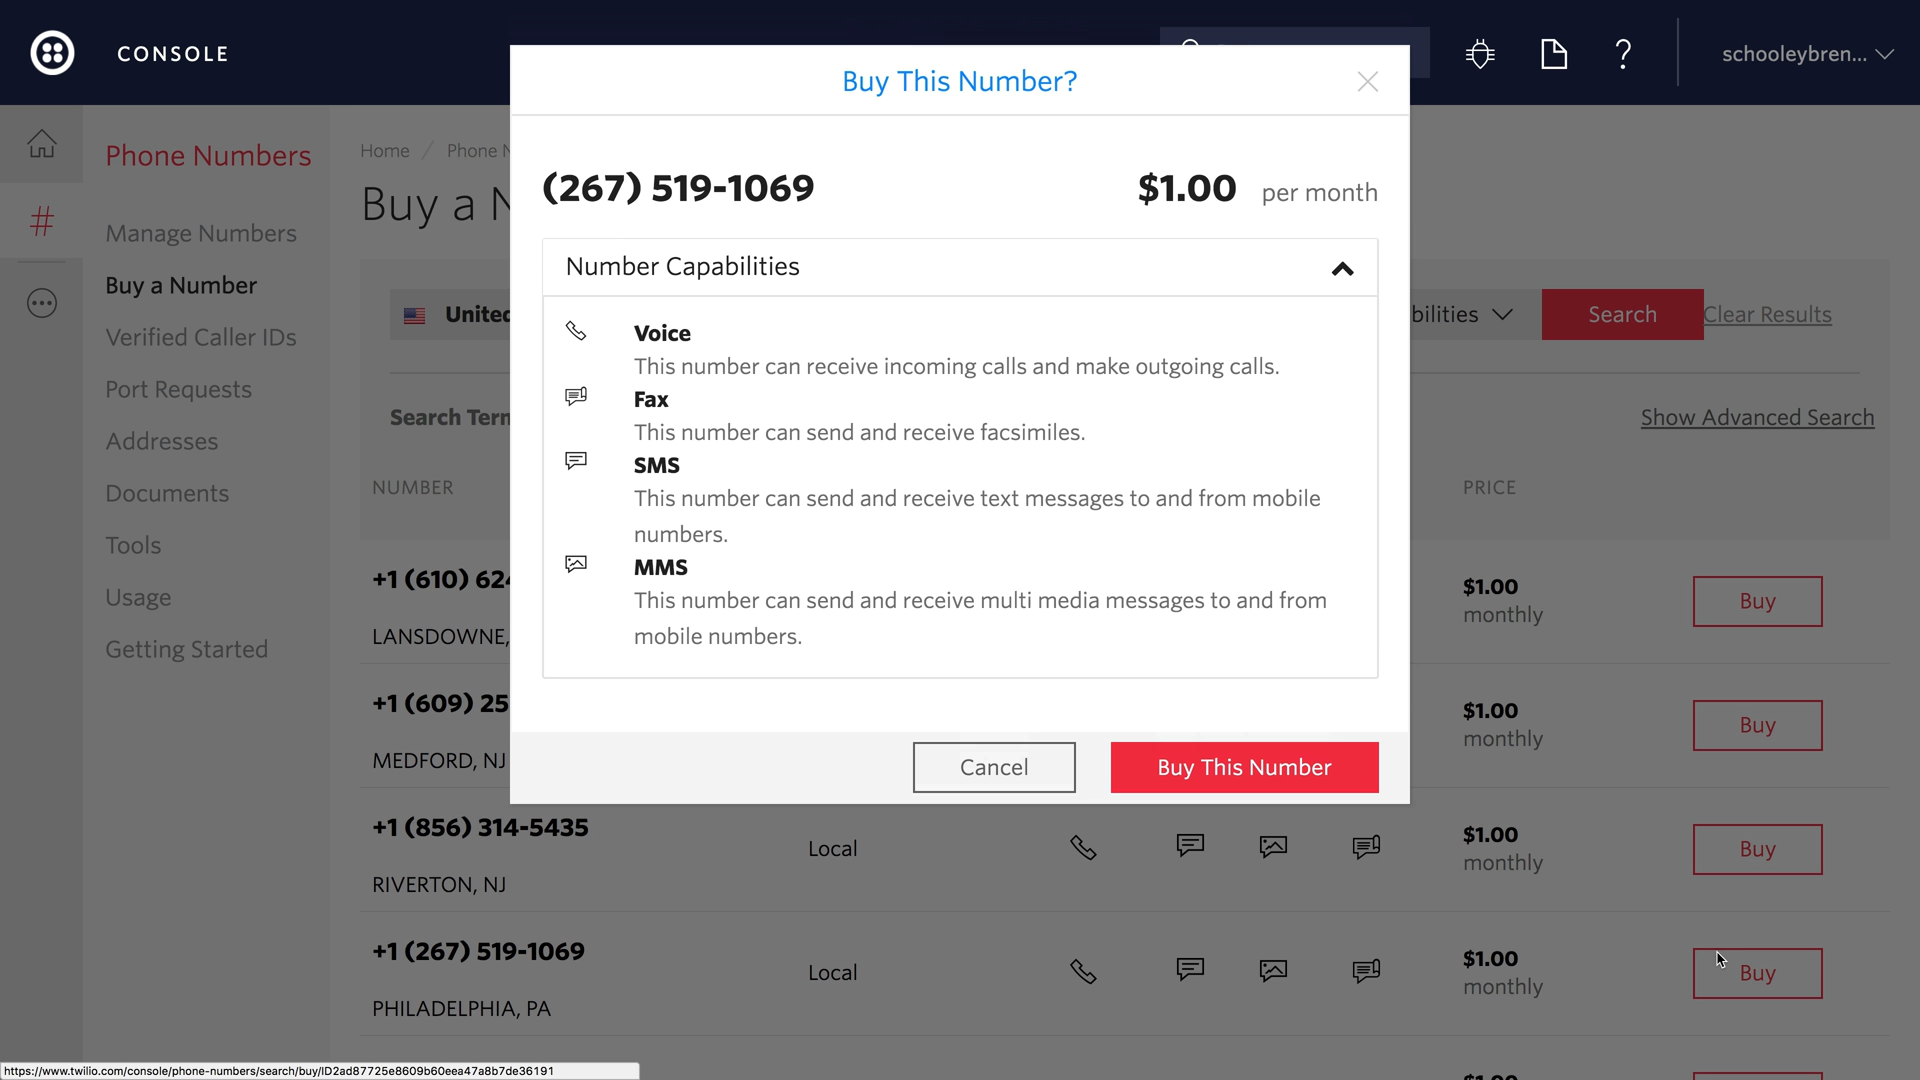 CONSOLE
schooleybren...
Buy This Number?
(267) 519-1069
$1.00 per month
Number Capabilities
Voice
This number can receive incoming calls and make outgoing calls.
Fax
This number can send and receive facsimiles.
SMS
This number can send and receive text messages to and from mobile
numbers.
MMS
This number can send and receive multi media messages to and from
mobile numbers.
Cancel
Buy This Number
Phone Numbers
Manage Numbers
Buy a Number
Verified Caller IDs
Port Requests
Addresses
Documents
Tools
Usage
Getting Started
Home / Phone
Buy a
United
Search
Clear Results
Search
Show Advanced Search
NUMBER
PRICE
+1 (610) 624
LANSDOWNE,
$1.00
monthly
Buy
+1 (609) 25
MEDFORD, NJ
$1.00
monthly
Buy
+1 (856) 314-5435
RIVERTON, NJ
Local
$1.00
monthly
Buy
+1 (267) 519-1069
PHILADELPHIA, PA
Local
$1.00
monthly
Buy
https://www.twilio.com/console/phone-numbers/search/buy/ID2ad87725e8609b60eea47a8b7de36191